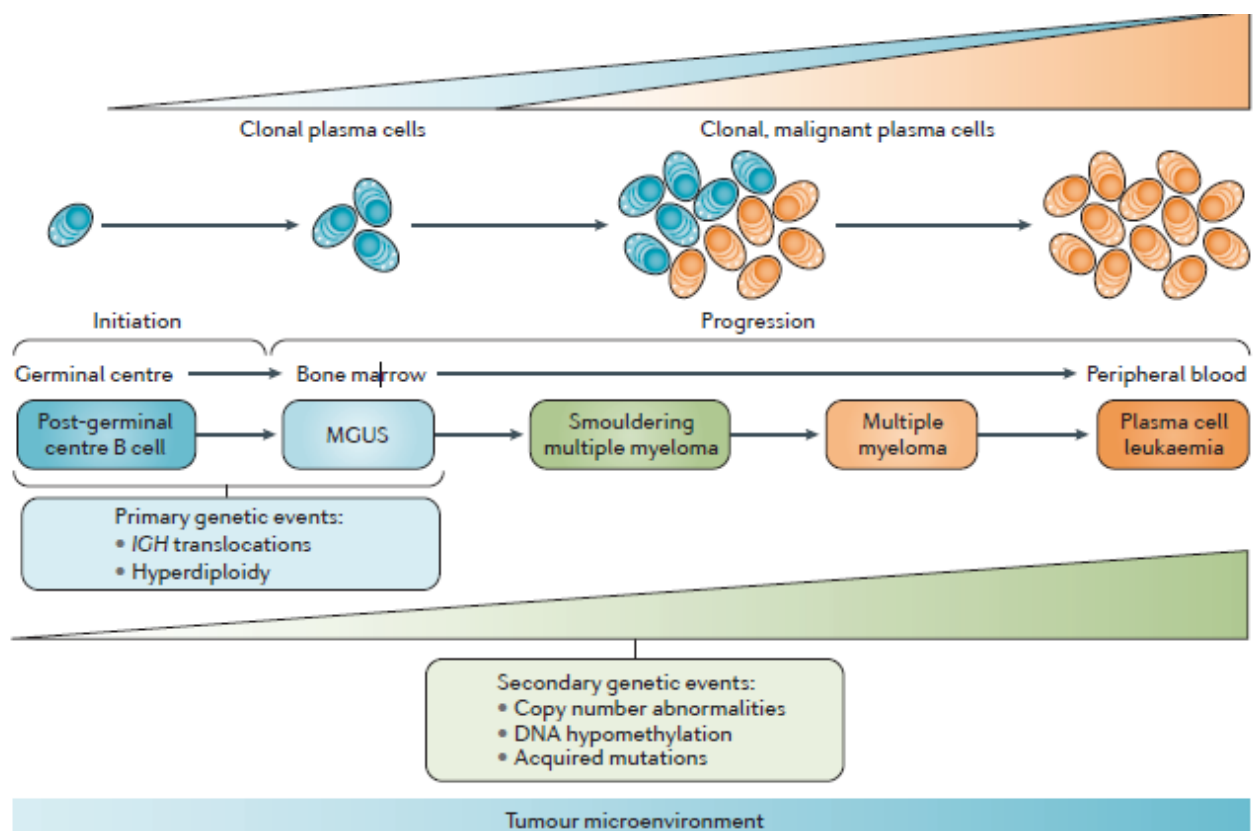 Clonal plasma cells
Clonal, malignant plasma cells
Initiation
Progression
Germinal centre
Bone marrow
Peripheral blood
Post-germinal
centre B cell
MGUS
Smouldering
multiple myeloma
Multiple
myeloma
Plasma cell
leukaemia
Primary genetic events:
• IGH translocations
• Hyperdiploidy
Secondary genetic events:
• Copy number abnormalities
• DNA hypomethylation
• Acquired mutations
Tumour microenvironment